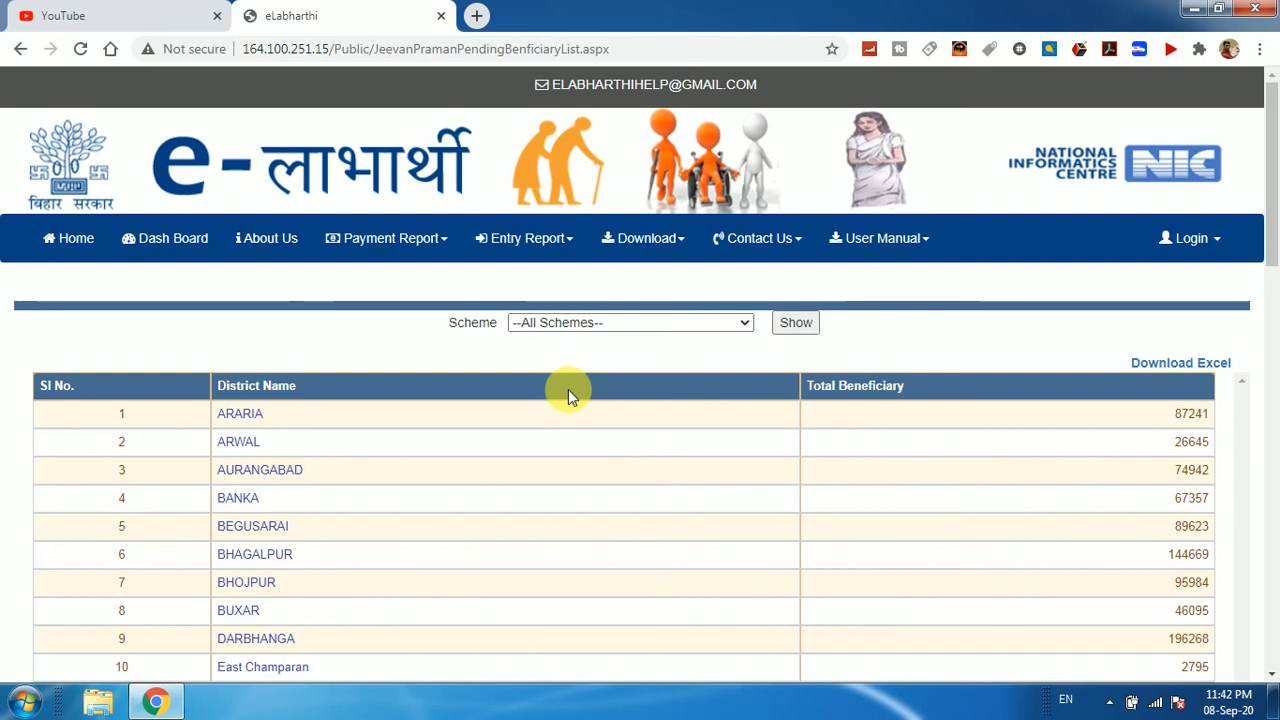 YouTube
eLabharthi
Not secure 164.100.251.15/Public/JeevanPramanPendingBenficiaryList.aspx
ELABHARTHIHELP@GMAIL.COM
बिहार सरकार
e-लाभार्थी
NATIONAL
INFORMATICS
CENTRE
NIC
Home Dash Board About Us Payment Report Entry Report Download Contact Us User Manual Login
Scheme --All Schemes-- Show
Download Excel
Sl No. District Name Total Beneficiary
1 ARARIA 87241
2 ARWAL 26645
3 AURANGABAD 74942
4 BANKA 67357
5 BEGUSARAI 89623
6 BHAGALPUR 144669
7 BHOJPUR 95984
8 BUXAR 46095
9 DARBHANGA 196268
10 East Champaran 2795
EN
11:42 PM
08-Sep-20